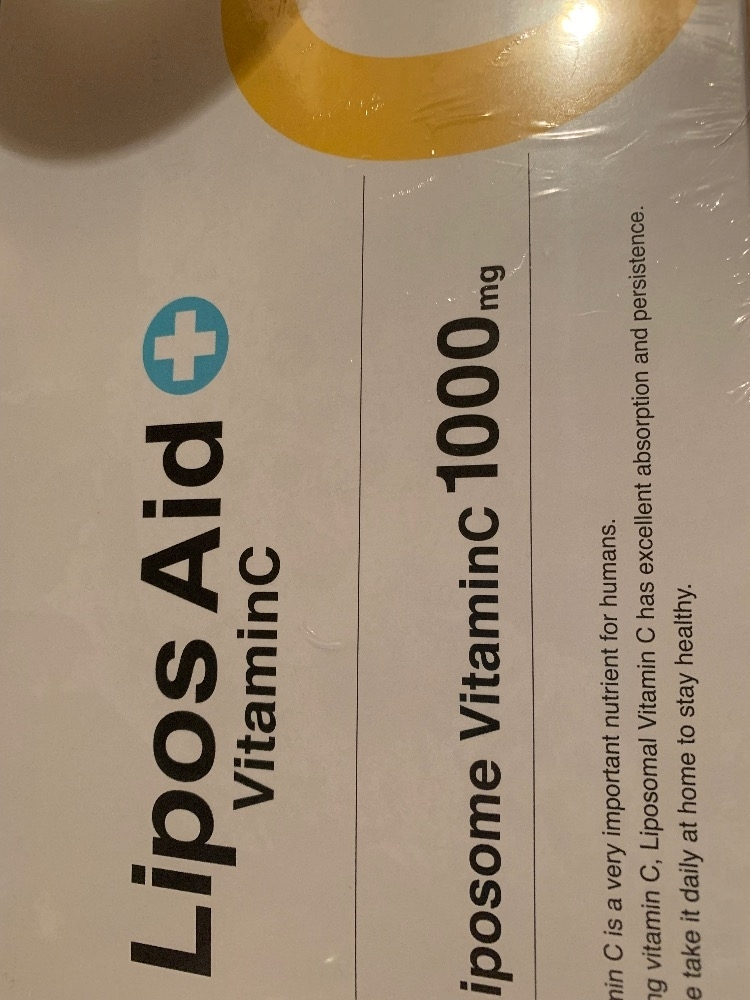 Lipos Aid
VitaminC
iposome VitaminC 1000mg
min C is a very important nutrient for humans.
ng vitamin C, Liposomal Vitamin C has excellent absorption and persistence.
e take it daily at home to stay healthy.